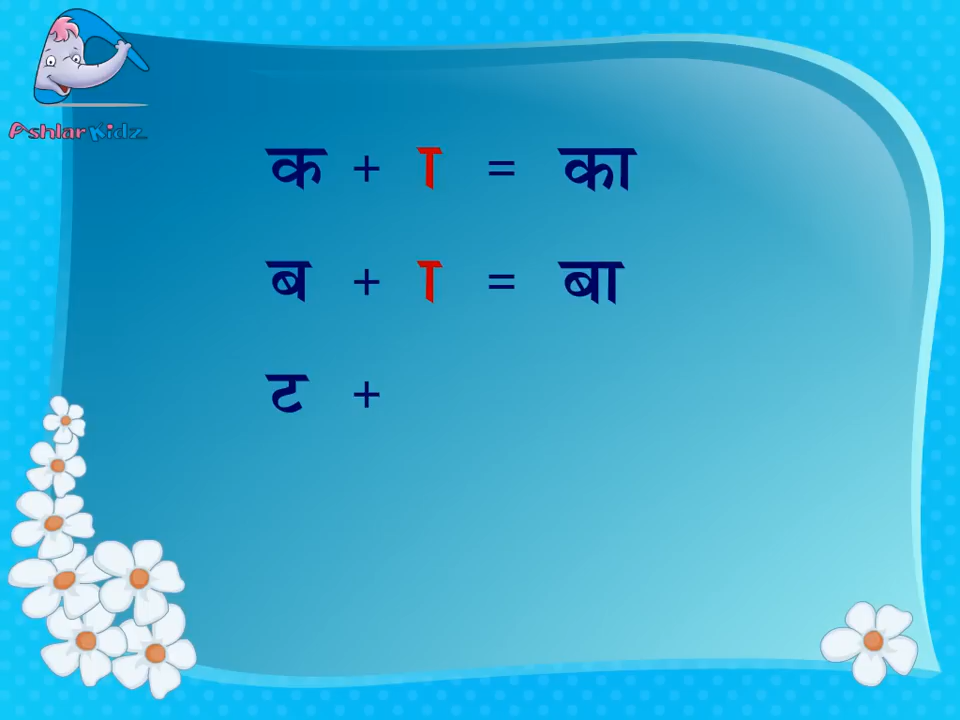 AshlarKidz
क + ा = का
ब + ा = बा
ट +